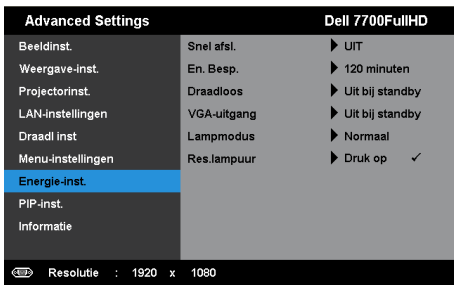 Advanced Settings Dell 7700FullHD
Beeldinst. Snel afsl. UIT
Weergave-inst. En. Besp. 120 minuten
Projectorinst. Draadloos Uit bij standby
LAN-instellingen VGA-uitgang Uit bij standby
Draadl inst Lampmodus Normaal
Menu-instellingen Res.lampuur Druk op ✓
Energie-inst.
PIP-inst.
Informatie
Resolutie : 1920 x 1080